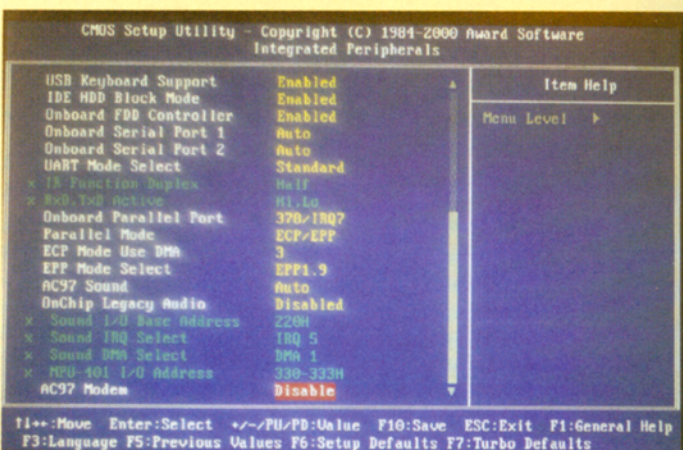 CMOS Setup Utility - Copyright (C) 1984-2000 Award Software
Integrated Peripherals
USB Keyboard Support Enabled
IDE HDD Block Mode Enabled
Onboard FDD Controller Enabled
Onboard Serial Port 1 Auto
Onboard Serial Port 2 Auto
UART Mode Select Standard
x IR Function Duplex Half
x RxD,TxD Active Hi,Lo
Onboard Parallel Port 378/IRQ7
Parallel Mode ECP/EPP
ECP Mode Use DMA 3
EPP Mode Select EPP1.9
AC97 Sound Auto
OnChip Legacy Audio Disabled
x Sound I/O Base Address 220H
x Sound IRQ Select IRQ 5
x Sound DMA Select DMA 1
x MPU-401 I/O Address 330-333H
AC97 Modem Disable
Item Help
Menu Level ▶
↑↓→←:Move Enter:Select +/-/PU/PD:Value F10:Save ESC:Exit F1:General Help
F3:Language F5:Previous Values F6:Setup Defaults F7:Turbo Defaults